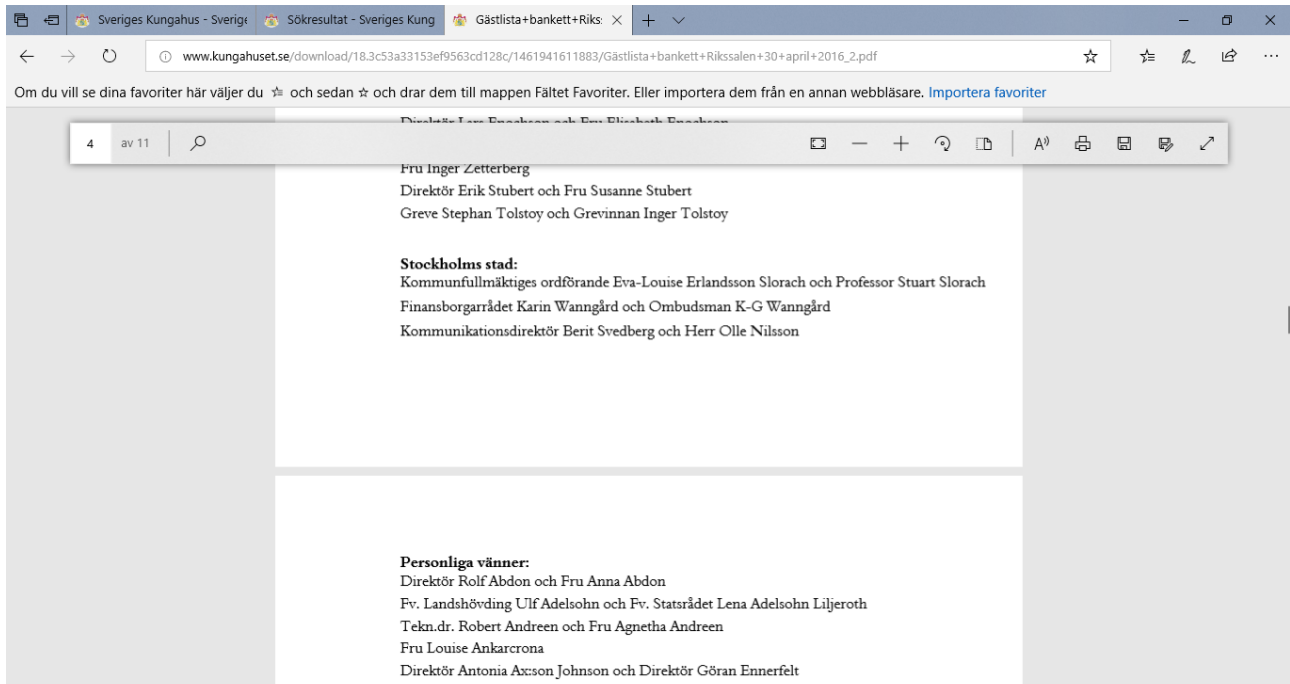 Sveriges Kungahus - Sverige
Sökresultat - Sveriges Kung
Gästlista+bankett+Riks
www.kungahuset.se/download/18.3c53a33153ef9563cd128c/1461941611883/Gästlista+bankett+Rikssalen+30+april+2016_2.pdf
Om du vill se dina favoriter här väljer du och sedan och drar dem till mappen Fältet Favoriter. Eller importera dem från en annan webbläsare. Importera favoriter
Direktör Lars Enochson och Fru Elisabeth Enochson
4 av 11
Fru Inger Zetterberg
Direktör Erik Stubert och Fru Susanne Stubert
Greve Stephan Tolstoy och Grevinnan Inger Tolstoy
Stockholms stad:
Kommunfullmäktiges ordförande Eva-Louise Erlandsson Slorach och Professor Stuart Slorach
Finansborgarrådet Karin Wanngård och Ombudsman K-G Wanngård
Kommunikationsdirektör Berit Svedberg och Herr Olle Nilsson
Personliga vänner:
Direktör Rolf Abdon och Fru Anna Abdon
Fv. Landshövding Ulf Adelsohn och Fv. Statsrådet Lena Adelsohn Liljeroth
Tekn.dr. Robert Andreen och Fru Agnetha Andreen
Fru Louise Ankarcrona
Direktör Antonia Ax:son Johnson och Direktör Göran Ennerfelt